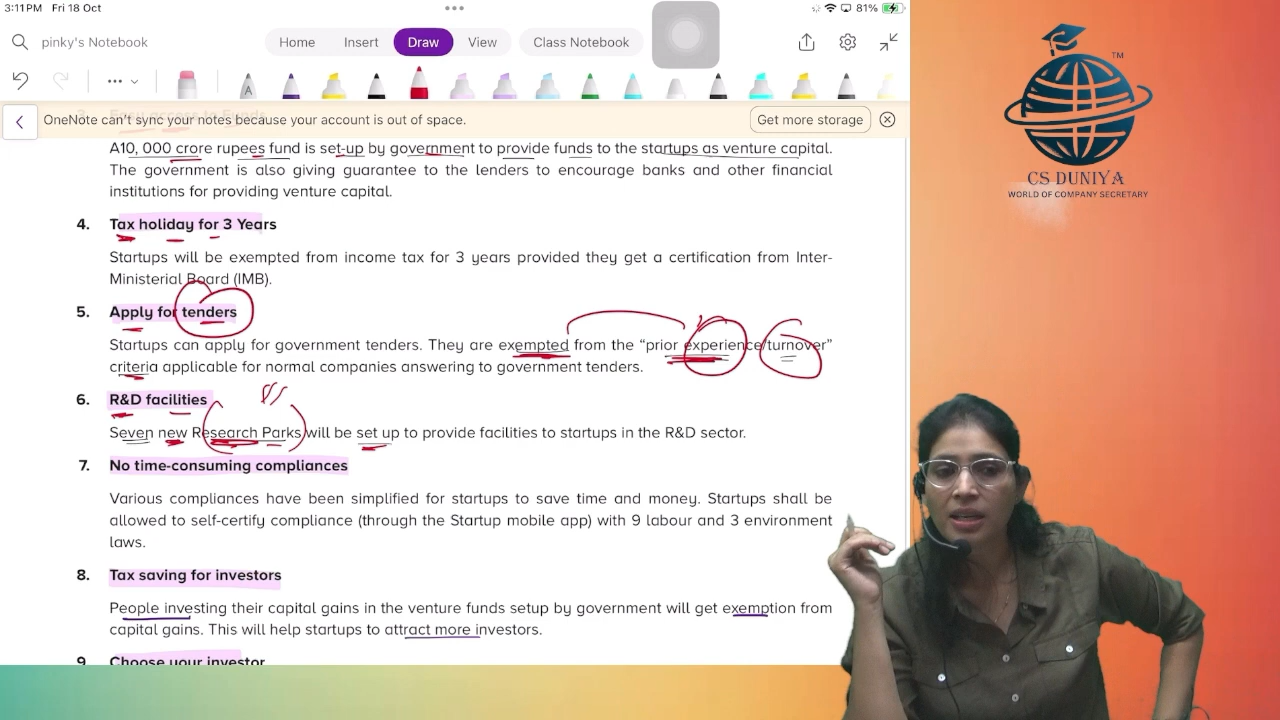 3:11PM Fri 18 Oct
81%
pinky's Notebook
Home Insert Draw View Class Notebook
A
OneNote can't sync your notes because your account is out of space.
Get more storage
A10, 000 crore rupees fund is set-up by government to provide funds to the startups as venture capital.
The government is also giving guarantee to the lenders to encourage banks and other financial
institutions for providing venture capital.
4. Tax holiday for 3 Years
Startups will be exempted from income tax for 3 years provided they get a certification from Inter-
Ministerial Board (IMB).
5. Apply for tenders
Startups can apply for government tenders. They are exempted from the “prior experience/turnover”
criteria applicable for normal companies answering to government tenders.
6. R&D facilities
Seven new Research Parks will be set up to provide facilities to startups in the R&D sector.
7. No time-consuming compliances
Various compliances have been simplified for startups to save time and money. Startups shall be
allowed to self-certify compliance (through the Startup mobile app) with 9 labour and 3 environment
laws.
8. Tax saving for investors
People investing their capital gains in the venture funds setup by government will get exemption from
capital gains. This will help startups to attract more investors.
9. Choose your investor
TM
CS DUNIYA
WORLD OF COMPANY SECRETARY